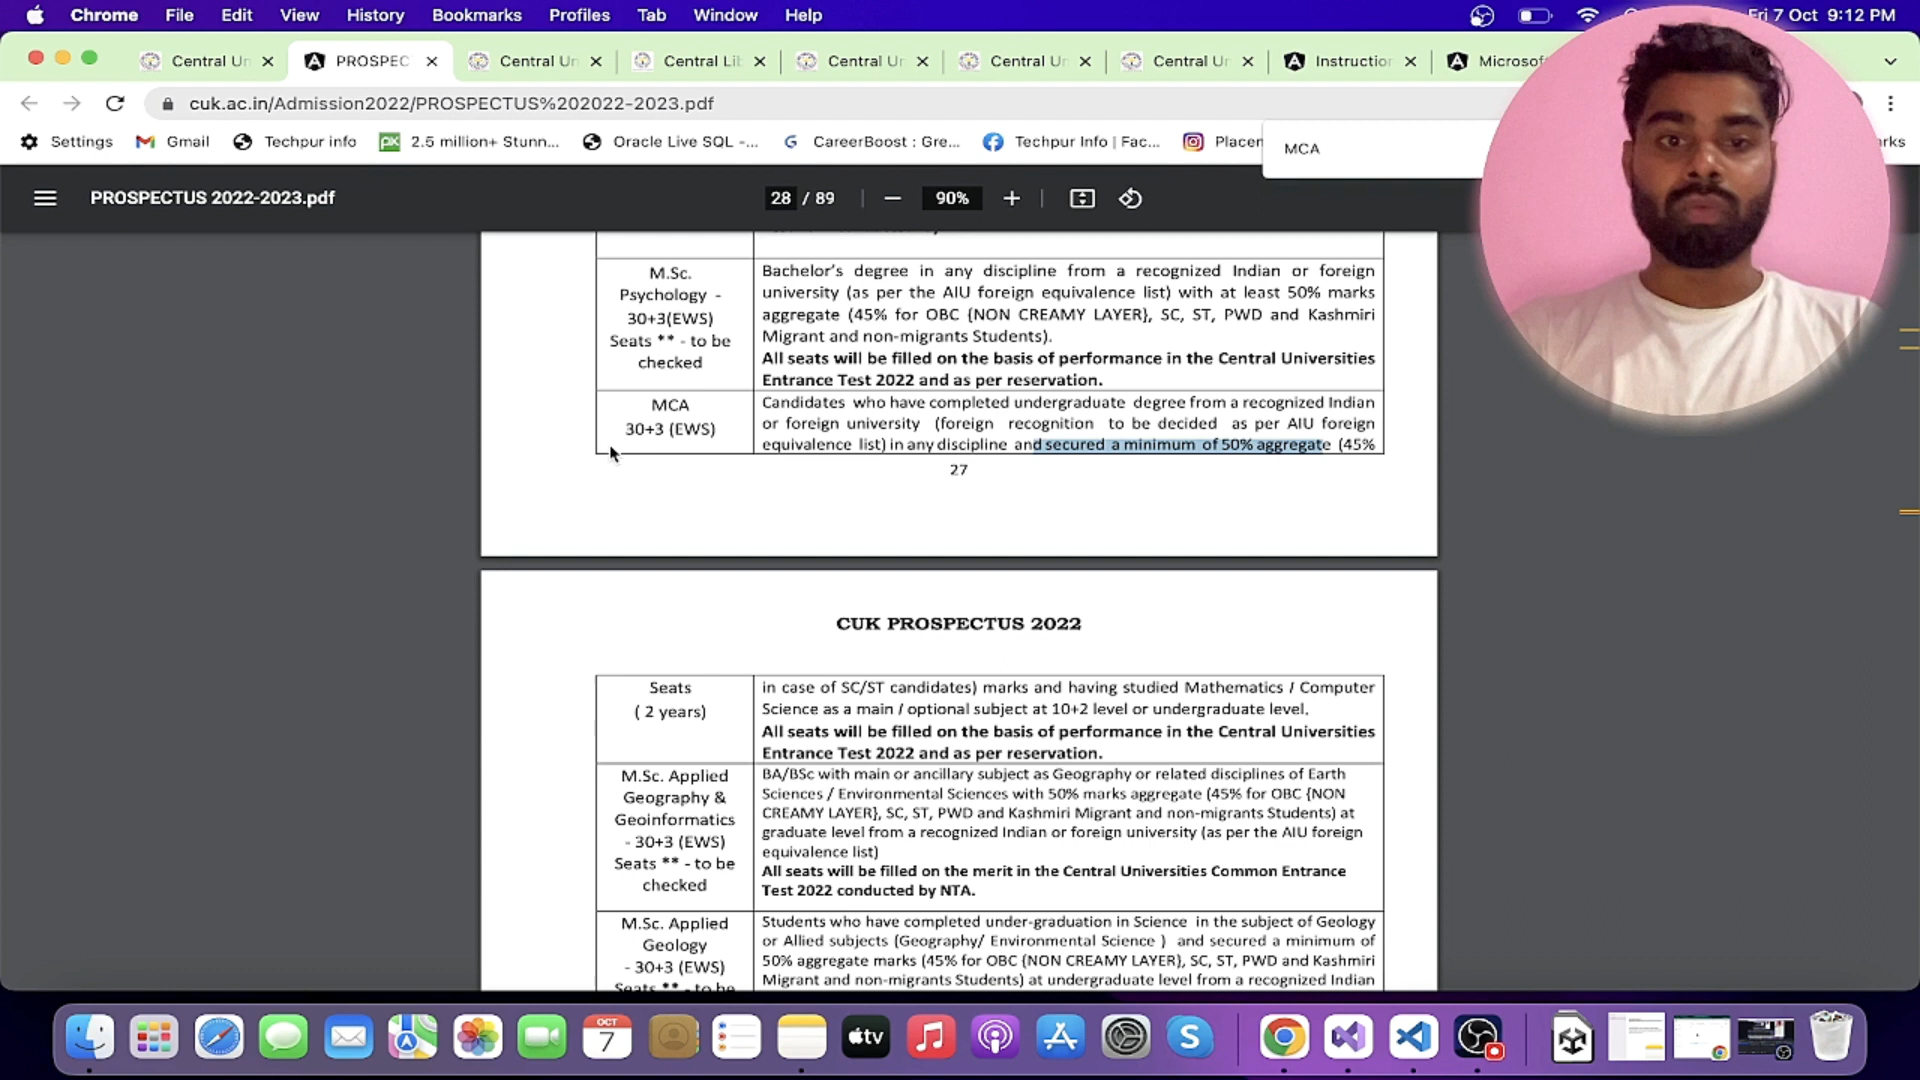 Chrome File Edit View History Bookmarks Profiles Tab Window Help
Fri 7 Oct 9:12 PM
Central Un
PROSPEC
Central Un
Central Lib
Central Un
Central Un
Central Un
Instruction
Microsof
cuk.ac.in/Admission2022/PROSPECTUS%202022-2023.pdf
Settings Gmail Techpur info 2.5 million+ Stunn... Oracle Live SQL -... CareerBoost : Gre... Techpur Info | Fac... Placem
MCA
PROSPECTUS 2022-2023.pdf
28 / 89
90%
M.Sc.
Psychology -
30+3(EWS)
Seats ** - to be
checked
Bachelor's degree in any discipline from a recognized Indian or foreign
university (as per the AIU foreign equivalence list) with at least 50% marks
aggregate (45% for OBC {NON CREAMY LAYER}, SC, ST, PWD and Kashmiri
Migrant and non-migrants Students).
All seats will be filled on the basis of performance in the Central Universities
Entrance Test 2022 and as per reservation.
MCA
30+3 (EWS)
Candidates who have completed undergraduate degree from a recognized Indian
or foreign university (foreign recognition to be decided as per AIU foreign
equivalence list) in any discipline and secured a minimum of 50% aggregate (45%
27
CUK PROSPECTUS 2022
Seats
( 2 years)
in case of SC/ST candidates) marks and having studied Mathematics / Computer
Science as a main / optional subject at 10+2 level or undergraduate level.
All seats will be filled on the basis of performance in the Central Universities
Entrance Test 2022 and as per reservation.
M.Sc. Applied
Geography &
Geoinformatics
- 30+3 (EWS)
Seats ** - to be
checked
BA/BSc with main or ancillary subject as Geography or related disciplines of Earth
Sciences / Environmental Sciences with 50% marks aggregate (45% for OBC {NON
CREAMY LAYER}, SC, ST, PWD and Kashmiri Migrant and non-migrants Students) at
graduate level from a recognized Indian or foreign university (as per the AIU foreign
equivalence list)
All seats will be filled on the merit in the Central Universities Common Entrance
Test 2022 conducted by NTA.
M.Sc. Applied
Geology
- 30+3 (EWS)
Seats ** - to be
Students who have completed under-graduation in Science in the subject of Geology
or Allied subjects (Geography/ Environmental Science ) and secured a minimum of
50% aggregate marks (45% for OBC {NON CREAMY LAYER}, SC, ST, PWD and Kashmiri
Migrant and non-migrants Students) at undergraduate level from a recognized Indian
OCT
7
tv